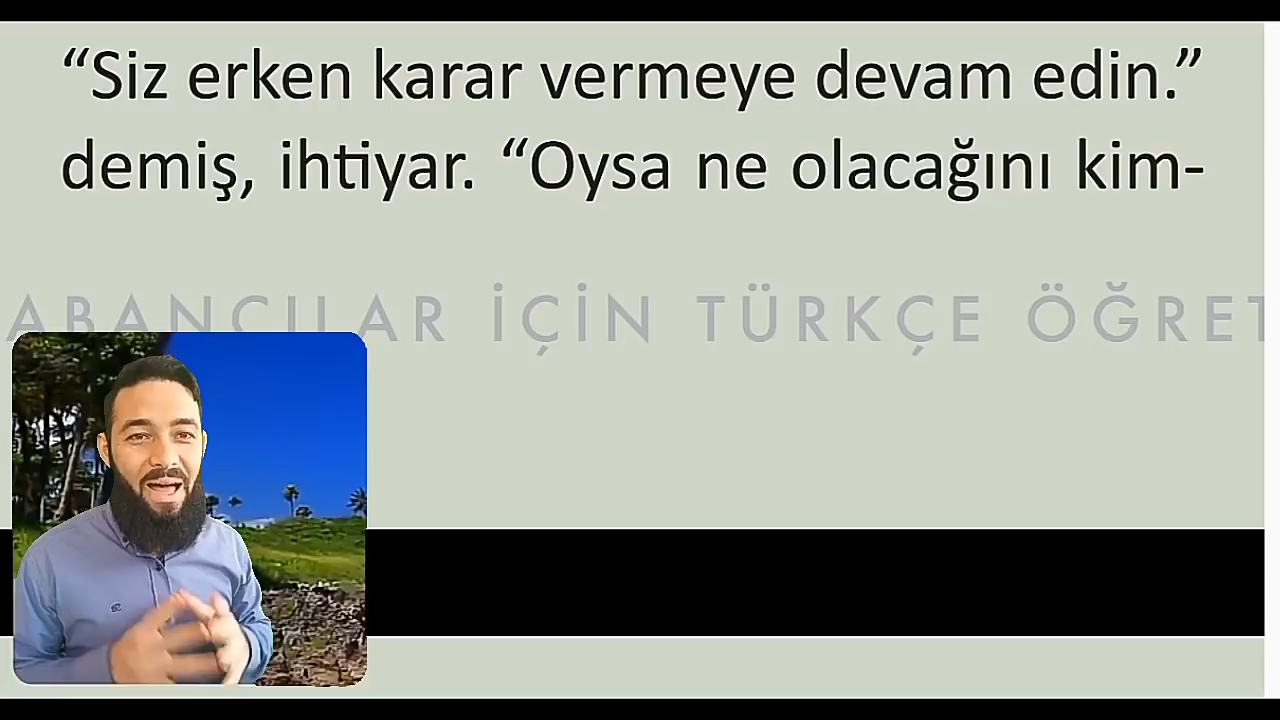 “Siz erken karar vermeye devam edin.”
demiş, ihtiyar. “Oysa ne olacağını kim-
ABANCILAR İÇİN TÜRKÇE ÖĞRET